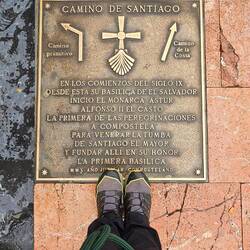 CAMINO DE SANTIAGO
Camino
primitivo
Camino
de la
Costa
EN LOS COMIENZOS DEL SIGLO IX
DESDE ESTA SU BASILICA DE EL SALVADOR
INICIO EL MONARCA ASTUR
ALFONSO II EL CASTO
LA PRIMERA DE LAS PEREGRINACIONES
A COMPOSTELA
PARA VENERAR LA TUMBA
DE SANTIAGO EL MAYOR
Y FUNDAR ALLI EN SU HONOR
LA PRIMERA BASILICA